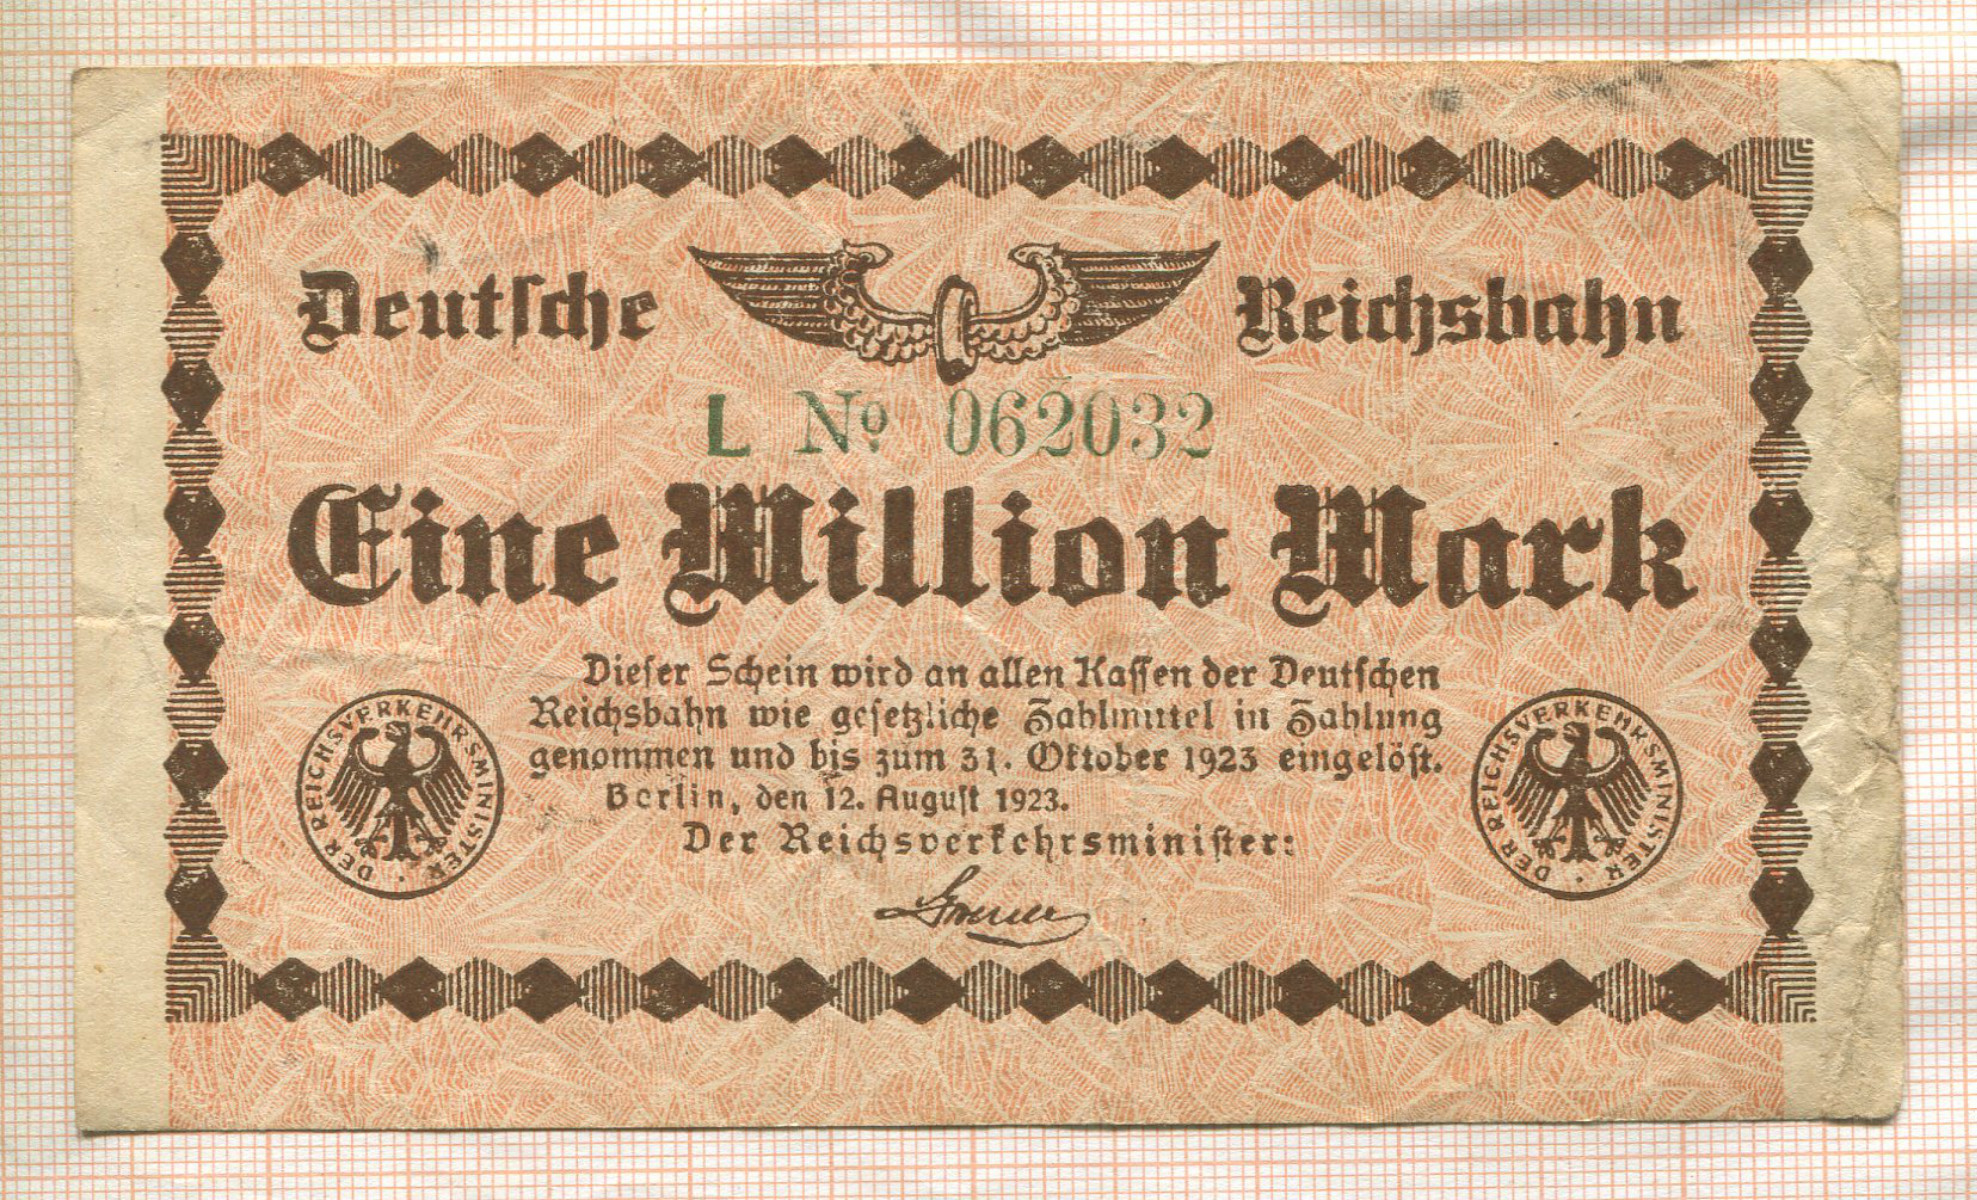 Deutsche Reichsbahn
L No 062032
Eine Million Mark
Dieser Schein wird an allen Kassen der Deutschen
Reichsbahn wie gesetzliche Zahlmittel in Zahlung
genommen und bis zum 31. Oktober 1923 eingelöst.
Berlin, den 12. August 1923.
Der Reichsverkehrsminister:
DER REICHSVERKEHRSMINISTER
DER REICHSVERKEHRSMINISTER